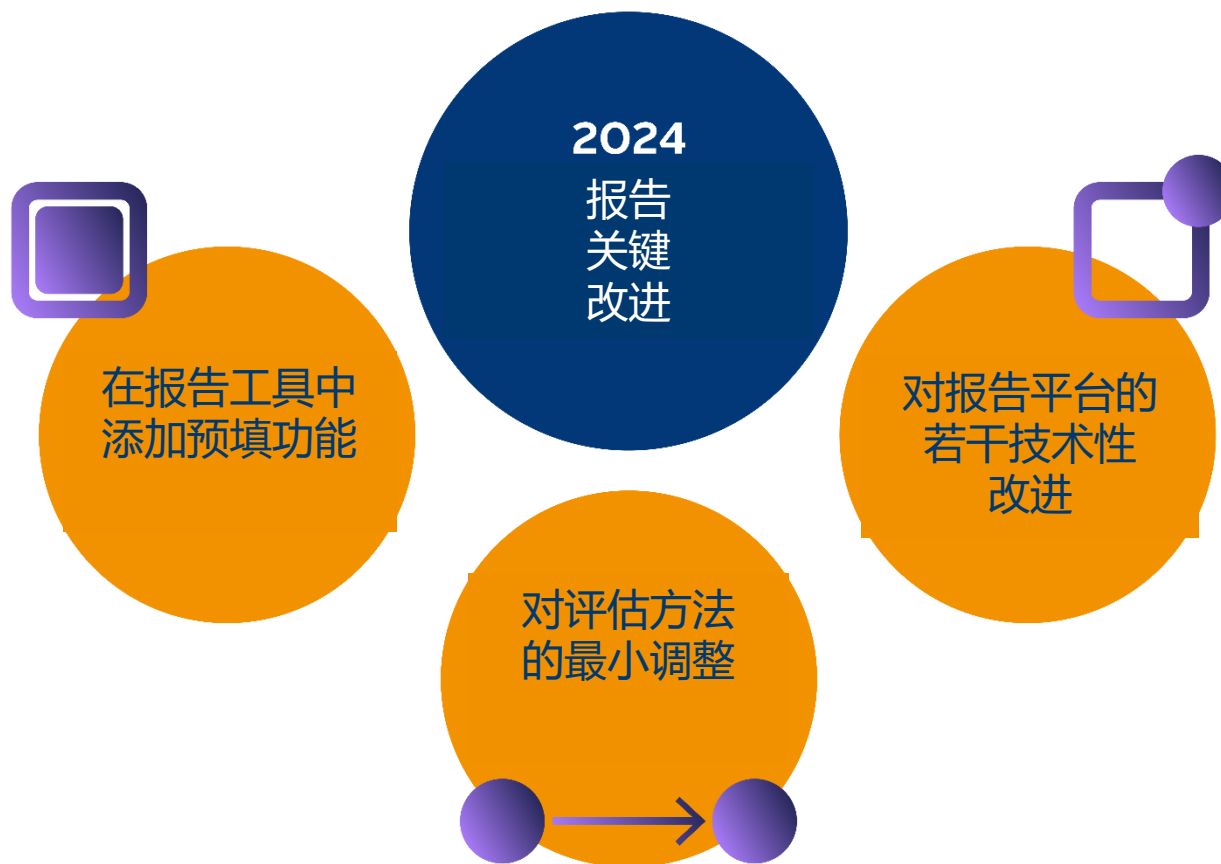 2024
报告
关键
改进
在报告工具中
添加预填功能
对报告平台的
若干技术性
改进
对评估方法
的最小调整